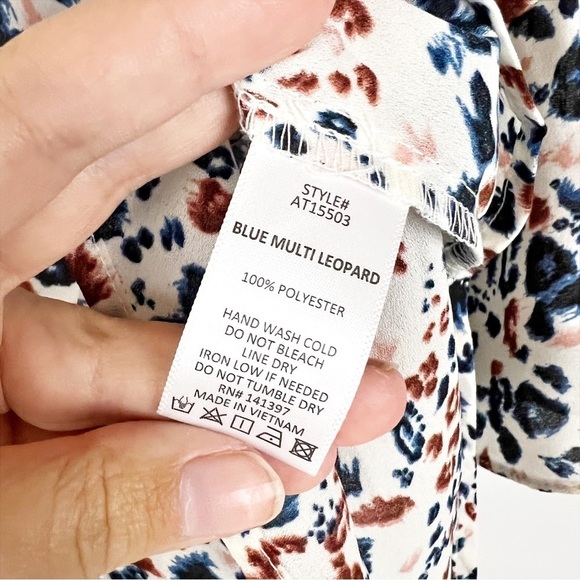 STYLE#
AT15503
BLUE MULTI LEOPARD
100% POLYESTER
HAND WASH COLD
DO NOT BLEACH
LINE DRY
IRON LOW IF NEEDED
DO NOT TUMBLE DRY
RN# 141397
MADE IN VIETNAM